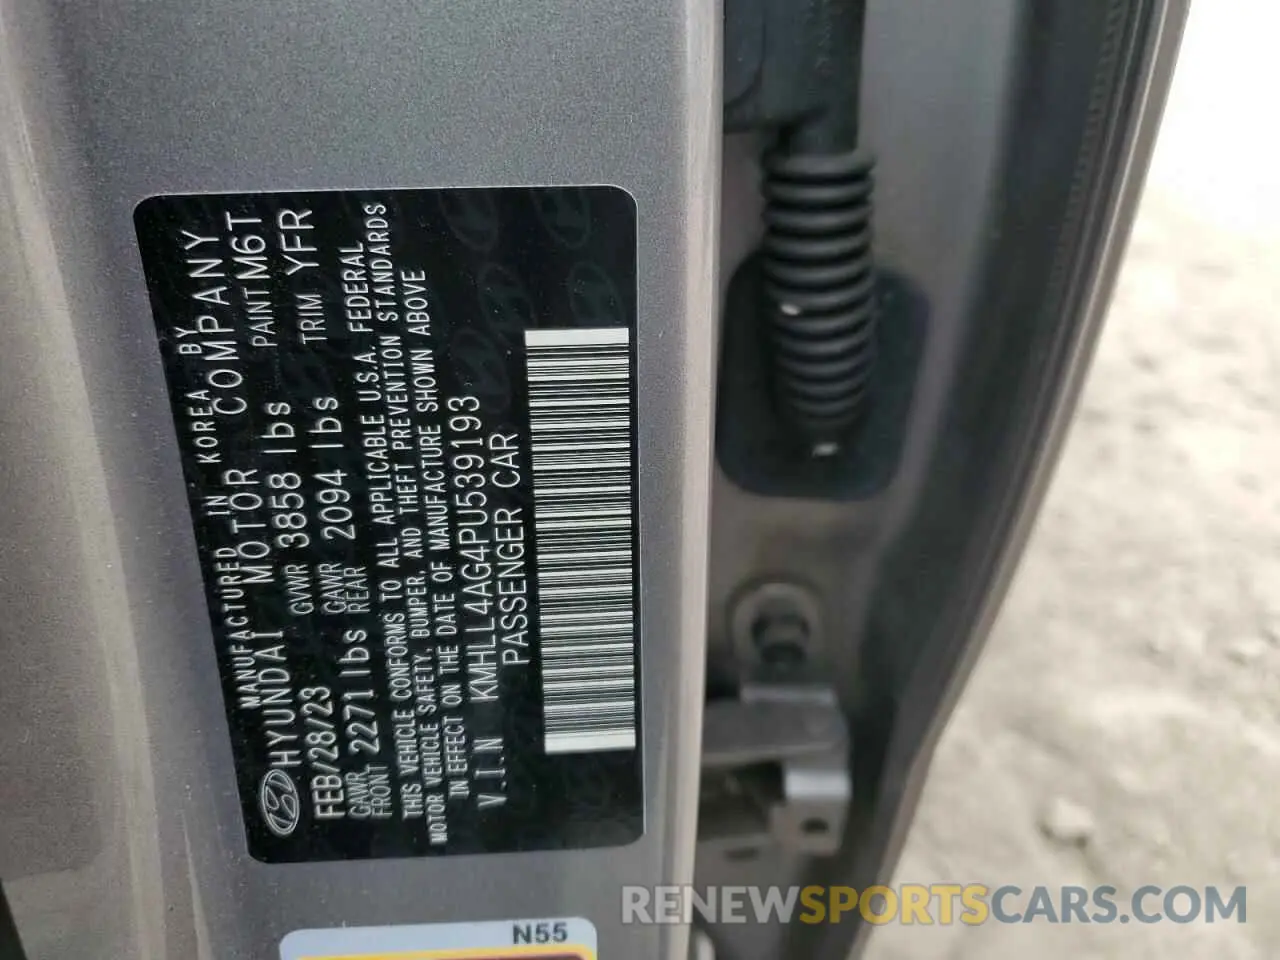 MANUFACTURED IN KOREA BY
HYUNDAI MOTOR COMPANY
FEB/28/23 GVWR 3858 lbs PAINT M6T
GAWR FRONT 2271 lbs GAWR REAR 2094 lbs TRIM YFR
THIS VEHICLE CONFORMS TO ALL APPLICABLE U.S.A. FEDERAL
MOTOR VEHICLE SAFETY, BUMPER, AND THEFT PREVENTION STANDARDS
IN EFFECT ON THE DATE OF MANUFACTURE SHOWN ABOVE
V.I.N KMHLL4AG4PU539193
PASSENGER CAR
N55
RENEWSPORTSCARS.COM